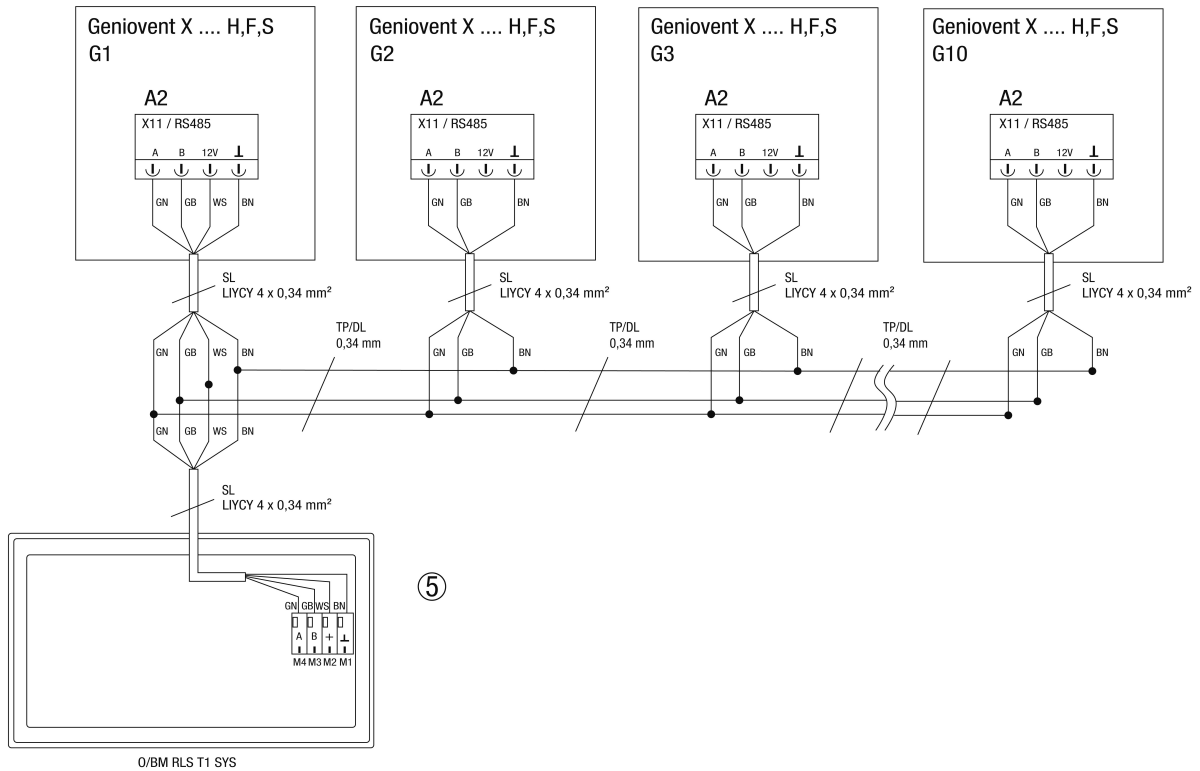 Geniovent X .... H,F,S
G1
A2
X11 / RS485
A B 12V ⊥
GN GB WS BN
SL
LIYCY 4 x 0,34 mm²
Geniovent X .... H,F,S
G2
A2
X11 / RS485
A B 12V ⊥
GN GB BN
SL
LIYCY 4 x 0,34 mm²
Geniovent X .... H,F,S
G3
A2
X11 / RS485
A B 12V ⊥
GN GB BN
SL
LIYCY 4 x 0,34 mm²
Geniovent X .... H,F,S
G10
A2
X11 / RS485
A B 12V ⊥
GN GB BN
SL
LIYCY 4 x 0,34 mm²
GN GB WS BN
TP/DL
0,34 mm
GN GB BN
TP/DL
0,34 mm
GN GB BN
TP/DL
0,34 mm
GN GB BN
GN GB WS BN
SL
LIYCY 4 x 0,34 mm²
⑤
GN GB WS BN
A B + ⊥
M4 M3 M2 M1
O/BM RLS T1 SYS